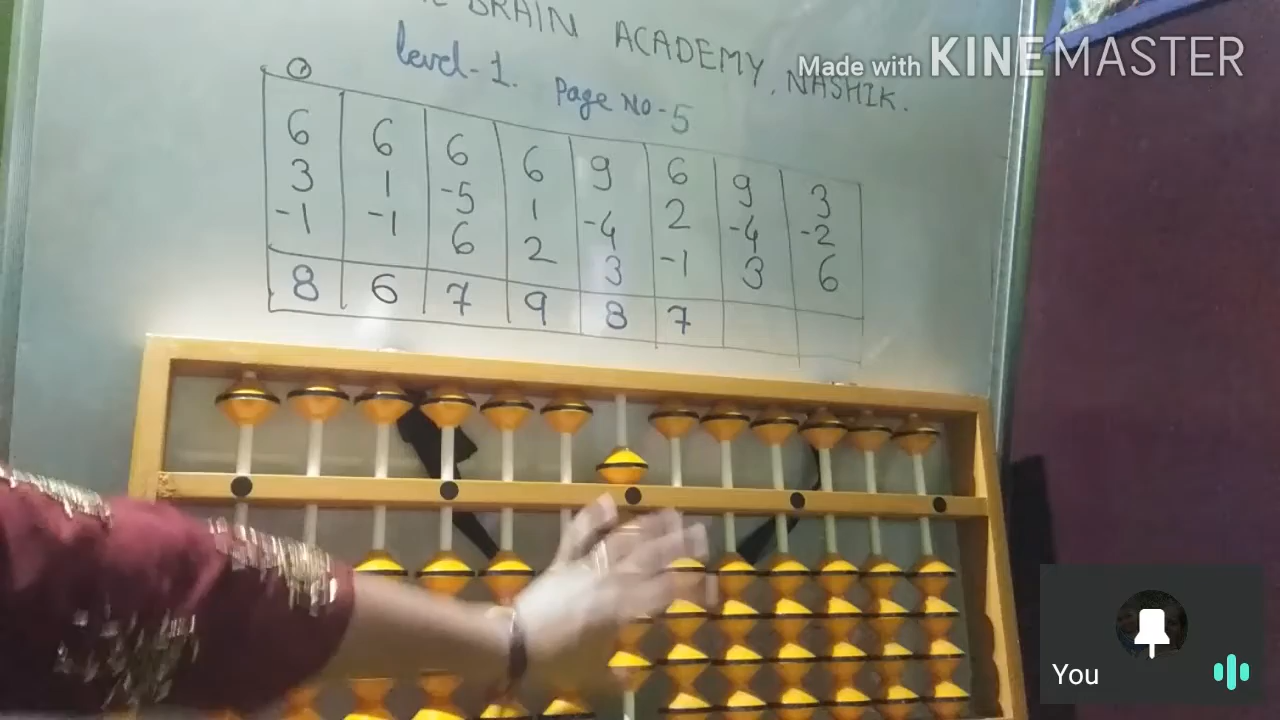 BRAIN ACADEMY, NASHIK.
Level-1. Page No-5
Made with KINEMASTER
6 6 6 6 9 6 9 3
3 1 -5 1 -4 2 -4 -2
-1 -1 6 2 3 -1 3 6
8 6 7 9 8 7
You